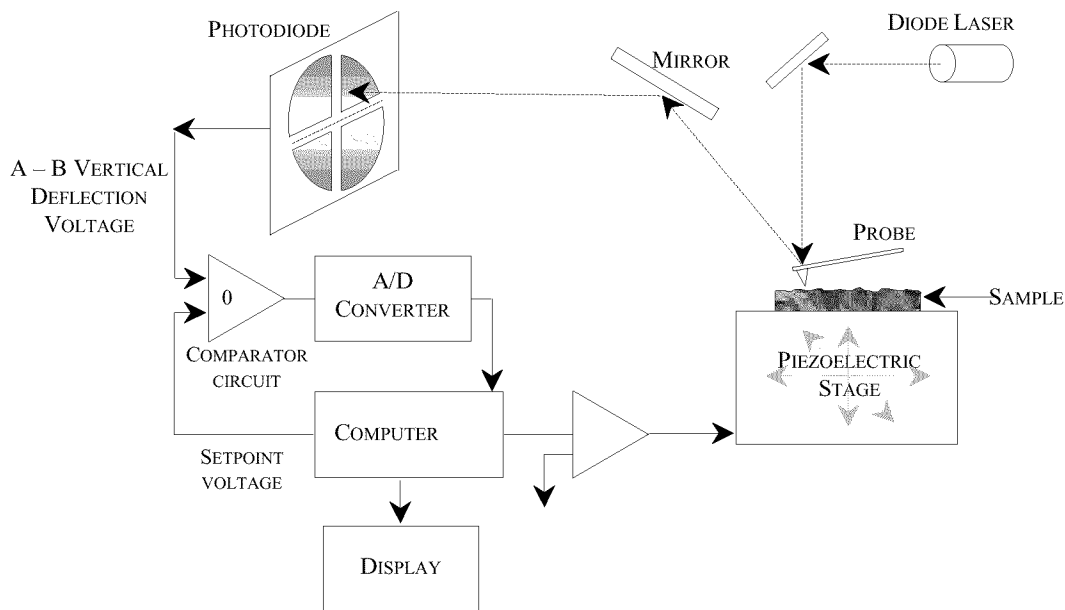 PHOTODIODE
DIODE LASER
MIRROR
A – B VERTICAL
DEFLECTION
VOLTAGE
PROBE
0
A/D
CONVERTER
SAMPLE
COMPARATOR
CIRCUIT
PIEZOELECTRIC
STAGE
COMPUTER
SETPOINT
VOLTAGE
DISPLAY